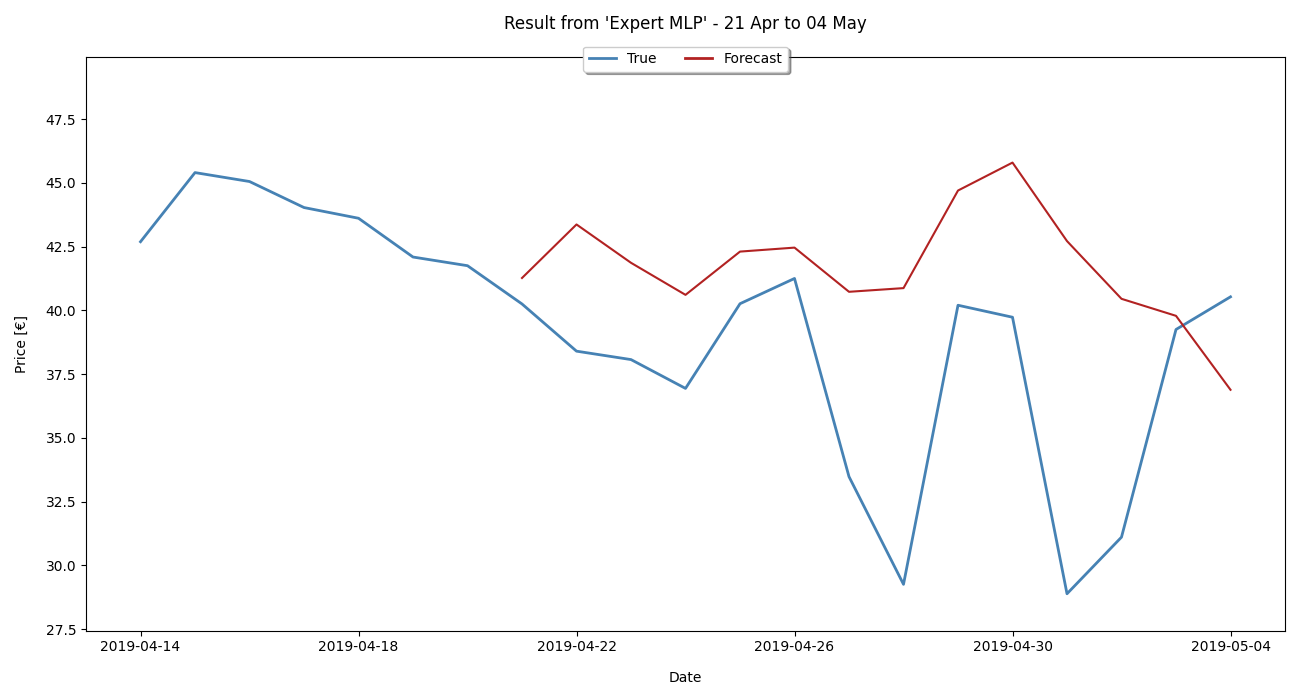 Result from 'Expert MLP' - 21 Apr to 04 May
True Forecast
47.5
45.0
42.5
40.0
37.5
35.0
32.5
30.0
27.5
Price [€]
2019-04-14 2019-04-18 2019-04-22 2019-04-26 2019-04-30 2019-05-04
Date